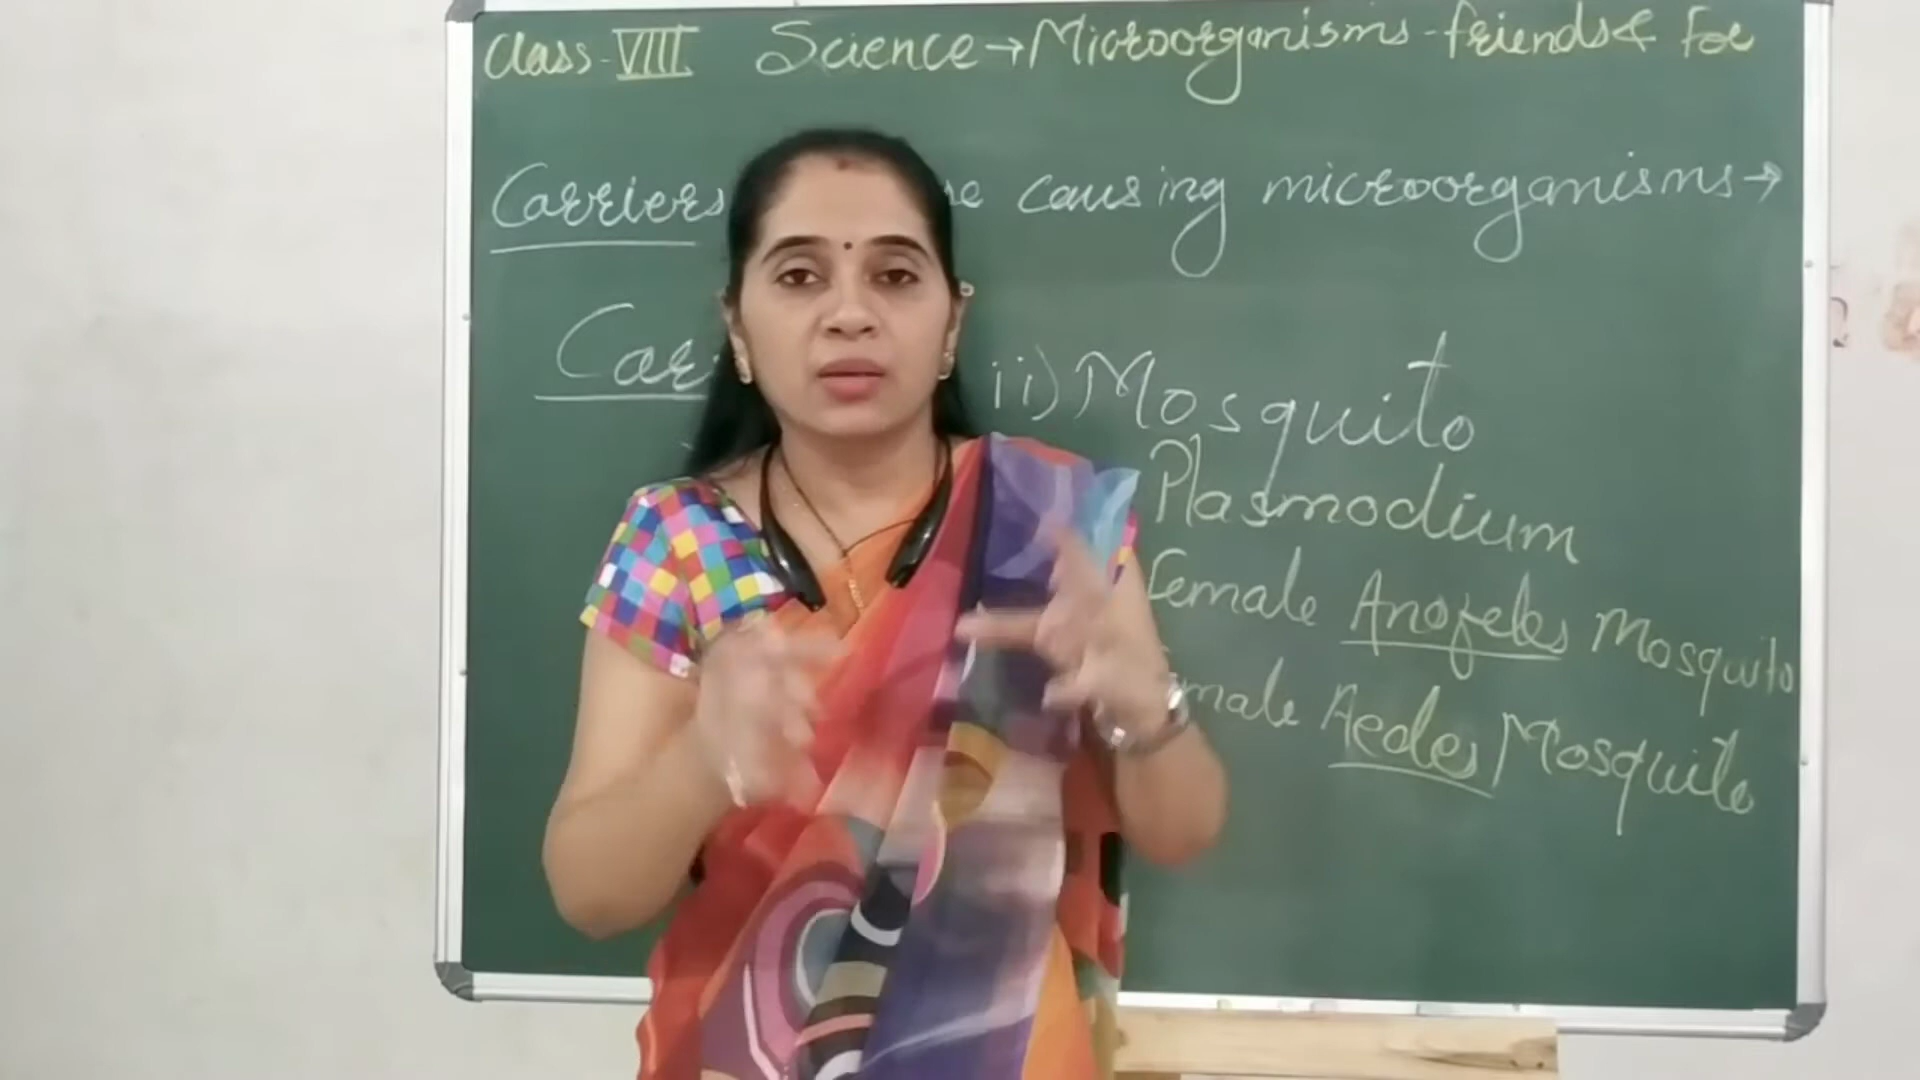 Class-VIII Science→Microorganisms-friends& Foe
Carriers causing microorganisms→
ii) Mosquito
Plasmodium
Female Anofeles Mosquito
Aedes Mosquito